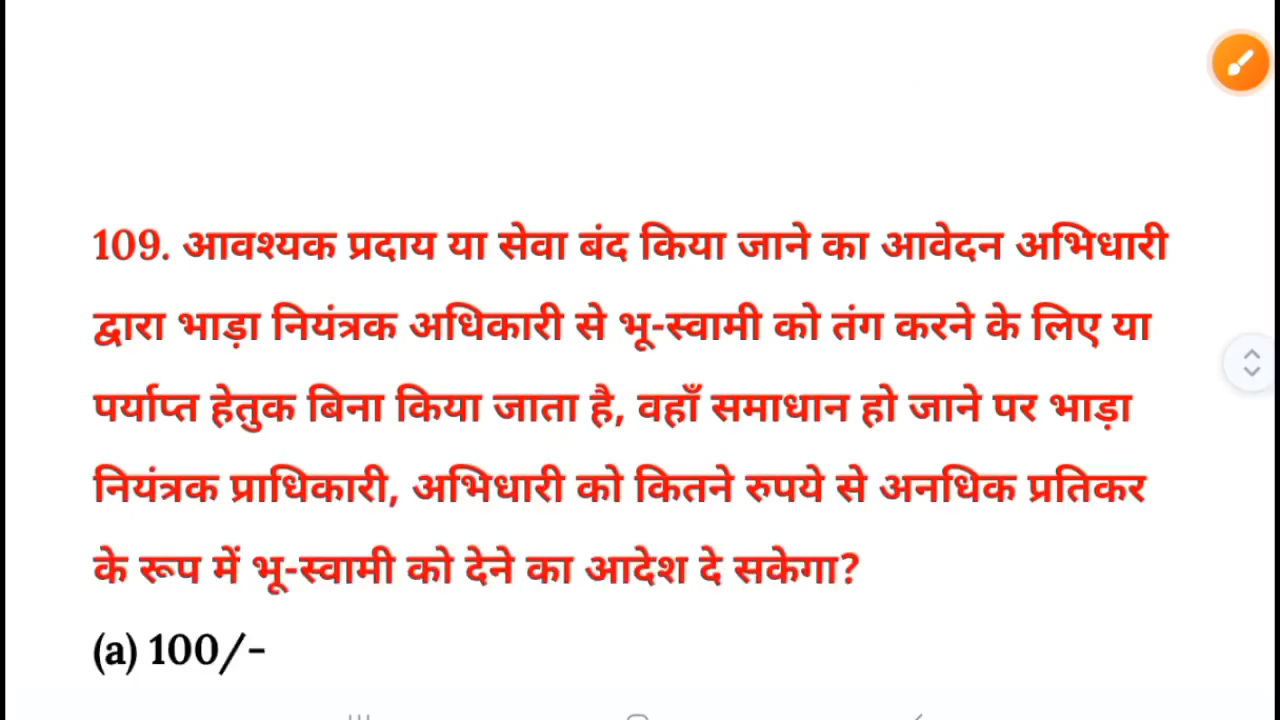 109. आवश्यक प्रदाय या सेवा बंद किया जाने का आवेदन अभिधारी
द्वारा भाड़ा नियंत्रक अधिकारी से भू-स्वामी को तंग करने के लिए या
पर्याप्त हेतुक बिना किया जाता है, वहाँ समाधान हो जाने पर भाड़ा
नियंत्रक प्राधिकारी, अभिधारी को कितने रुपये से अनधिक प्रतिकर
के रूप में भू-स्वामी को देने का आदेश दे सकेगा?
(a) 100/-